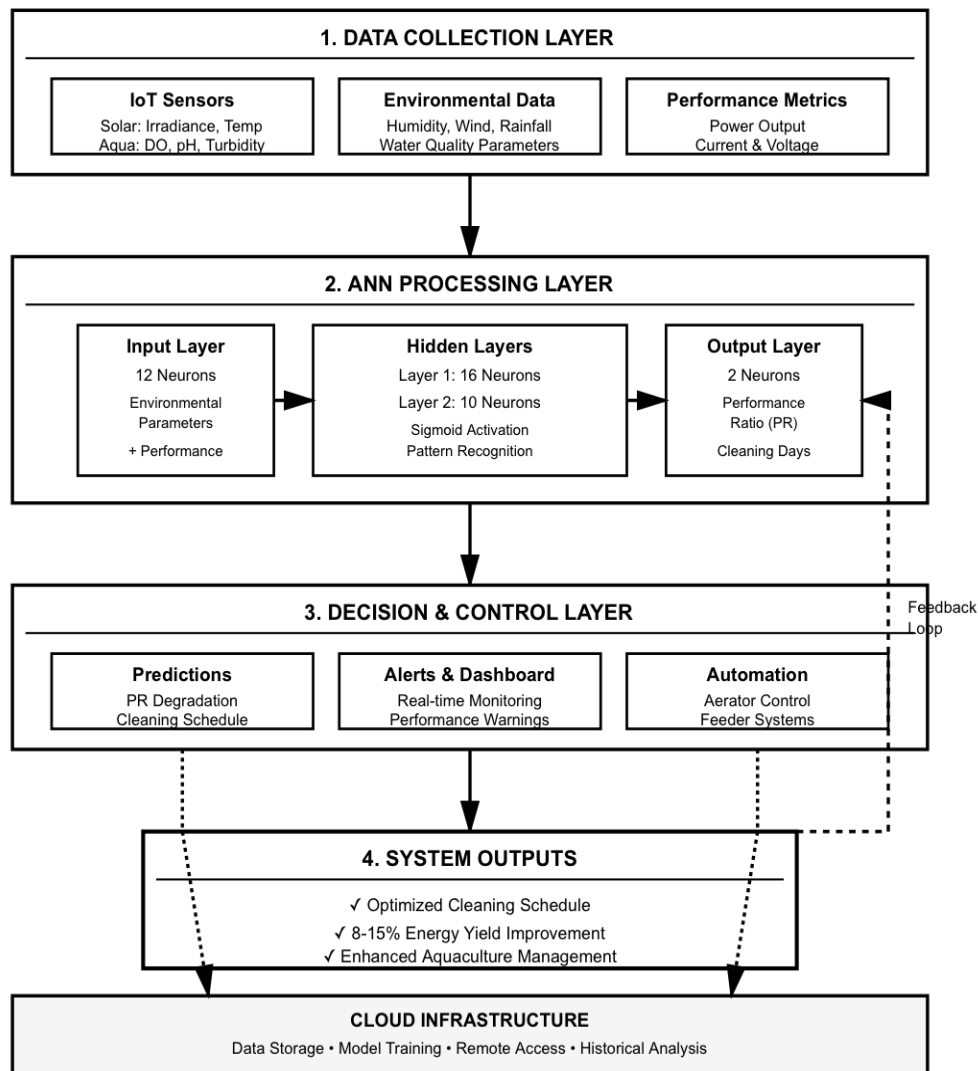 1. DATA COLLECTION LAYER
IoT Sensors
Solar: Irradiance, Temp
Aqua: DO, pH, Turbidity
Environmental Data
Humidity, Wind, Rainfall
Water Quality Parameters
Performance Metrics
Power Output
Current & Voltage
2. ANN PROCESSING LAYER
Input Layer
12 Neurons
Environmental
Parameters
+ Performance
Hidden Layers
Layer 1: 16 Neurons
Layer 2: 10 Neurons
Sigmoid Activation
Pattern Recognition
Output Layer
2 Neurons
Performance
Ratio (PR)
Cleaning Days
3. DECISION & CONTROL LAYER
Feedback
Loop
Predictions
PR Degradation
Cleaning Schedule
Alerts & Dashboard
Real-time Monitoring
Performance Warnings
Automation
Aerator Control
Feeder Systems
4. SYSTEM OUTPUTS
✓ Optimized Cleaning Schedule
✓ 8-15% Energy Yield Improvement
✓ Enhanced Aquaculture Management
CLOUD INFRASTRUCTURE
Data Storage • Model Training • Remote Access • Historical Analysis